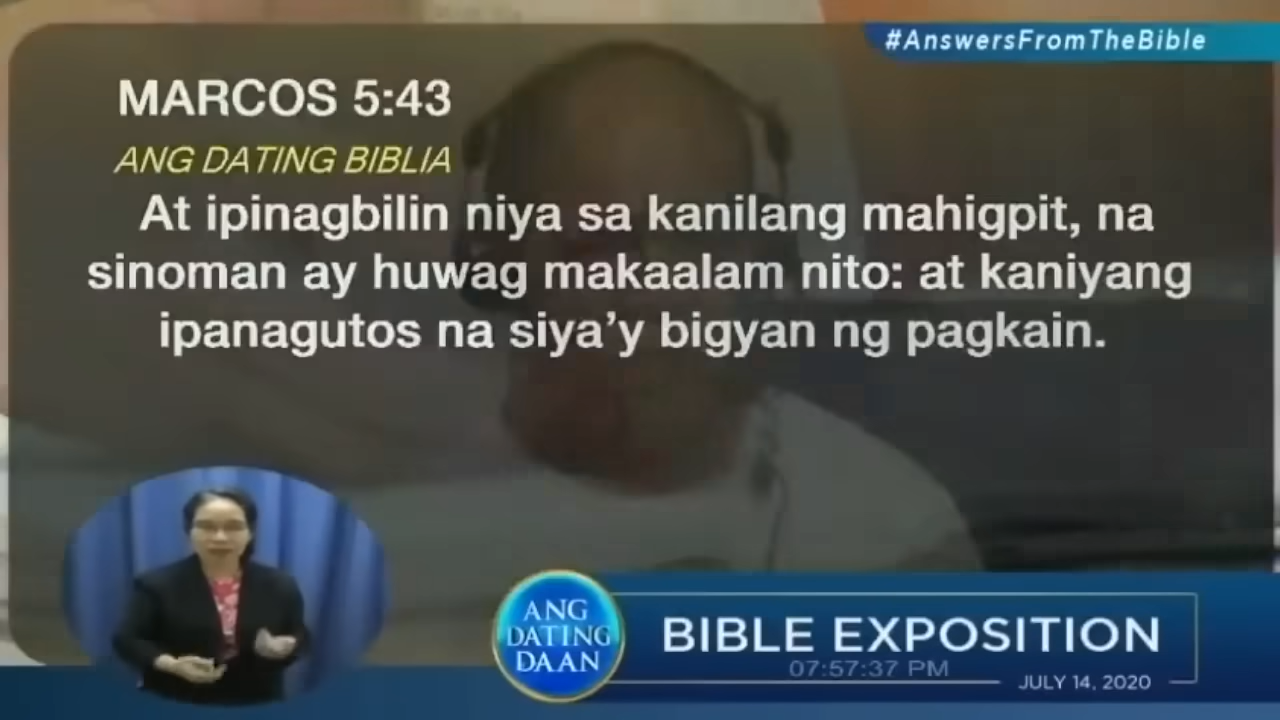 #AnswersFromTheBible
MARCOS 5:43
ANG DATING BIBLIA
At ipinagbilin niya sa kanilang mahigpit, na
sinoman ay huwag makaalam nito: at kaniyang
ipanagutos na siya’y bigyan ng pagkain.
ANG
DATING
DAAN
BIBLE EXPOSITION
07:57:37 PM
JULY 14, 2020